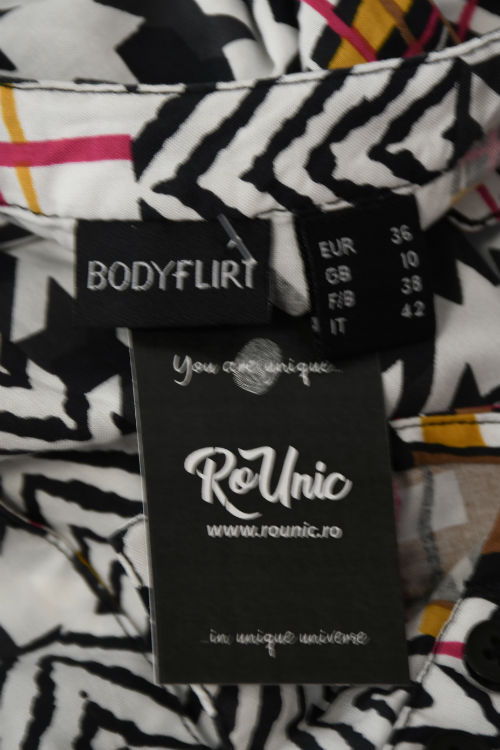 BODYFLIRT
EUR 36
GB 10
F/B 38
IT 42
You are unique...
RoUnic
www.rounic.ro
...in unique universe